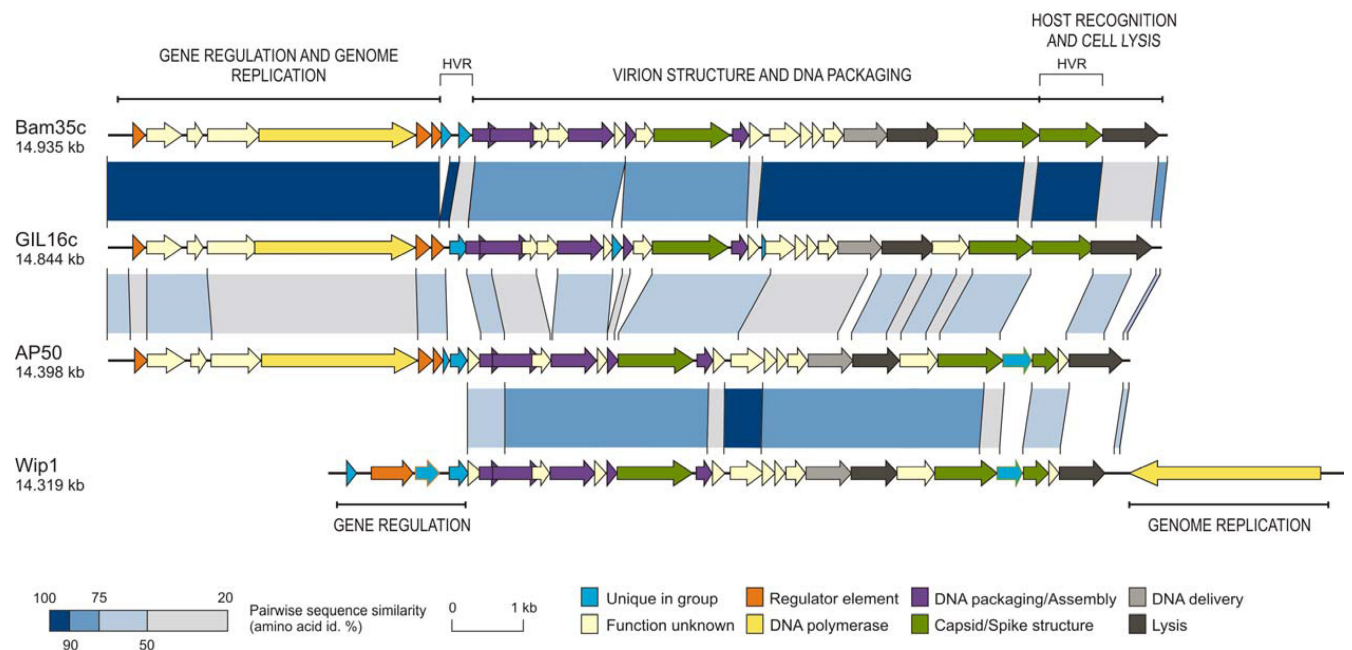 HOST RECOGNITION
AND CELL LYSIS
GENE REGULATION AND GENOME
REPLICATION
HVR
VIRION STRUCTURE AND DNA PACKAGING
HVR
Bam35c
14.935 kb
GIL16c
14.844 kb
AP50
14.398 kb
Wip1
14.319 kb
GENE REGULATION
GENOME REPLICATION
100 75 20
90 50
Pairwise sequence similarity
(amino acid id. %)
0 1 kb
Unique in group
Regulator element
DNA packaging/Assembly
DNA delivery
Function unknown
DNA polymerase
Capsid/Spike structure
Lysis